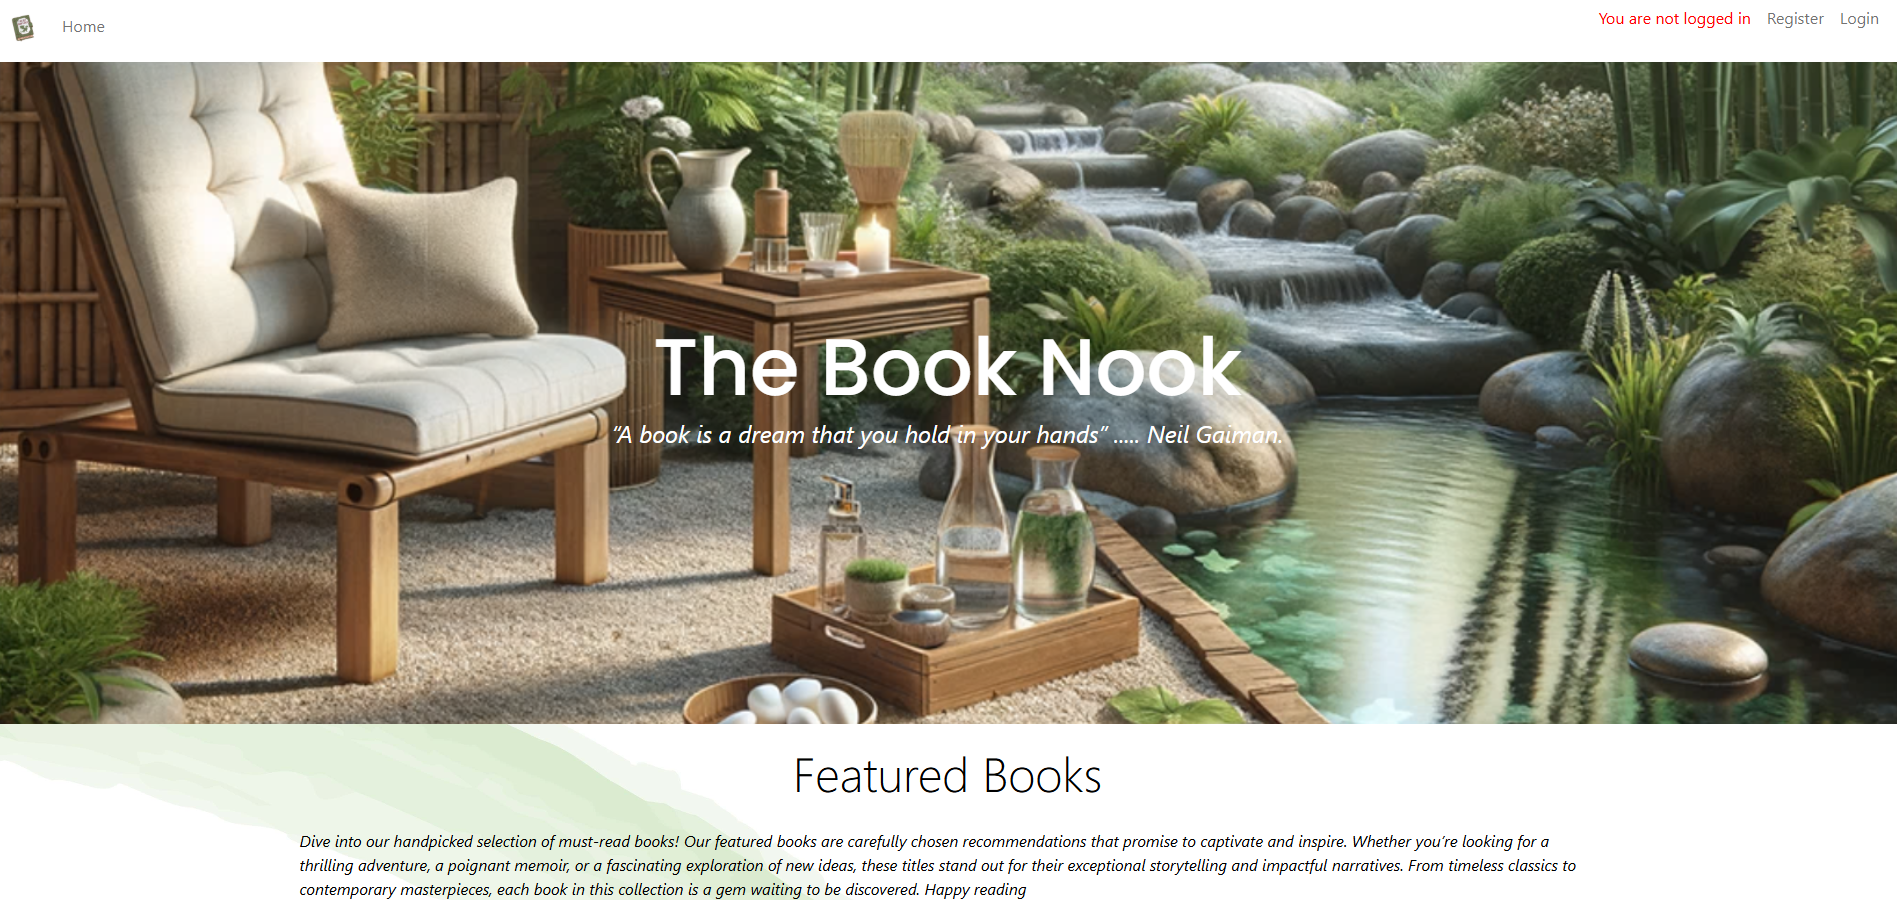 Home
You are not logged in Register Login
The Book Nook
“A book is a dream that you hold in your hands” ..... Neil Gaiman.
Featured Books
Dive into our handpicked selection of must-read books! Our featured books are carefully chosen recommendations that promise to captivate and inspire. Whether you’re looking for a
thrilling adventure, a poignant memoir, or a fascinating exploration of new ideas, these titles stand out for their exceptional storytelling and impactful narratives. From timeless classics to
contemporary masterpieces, each book in this collection is a gem waiting to be discovered. Happy reading